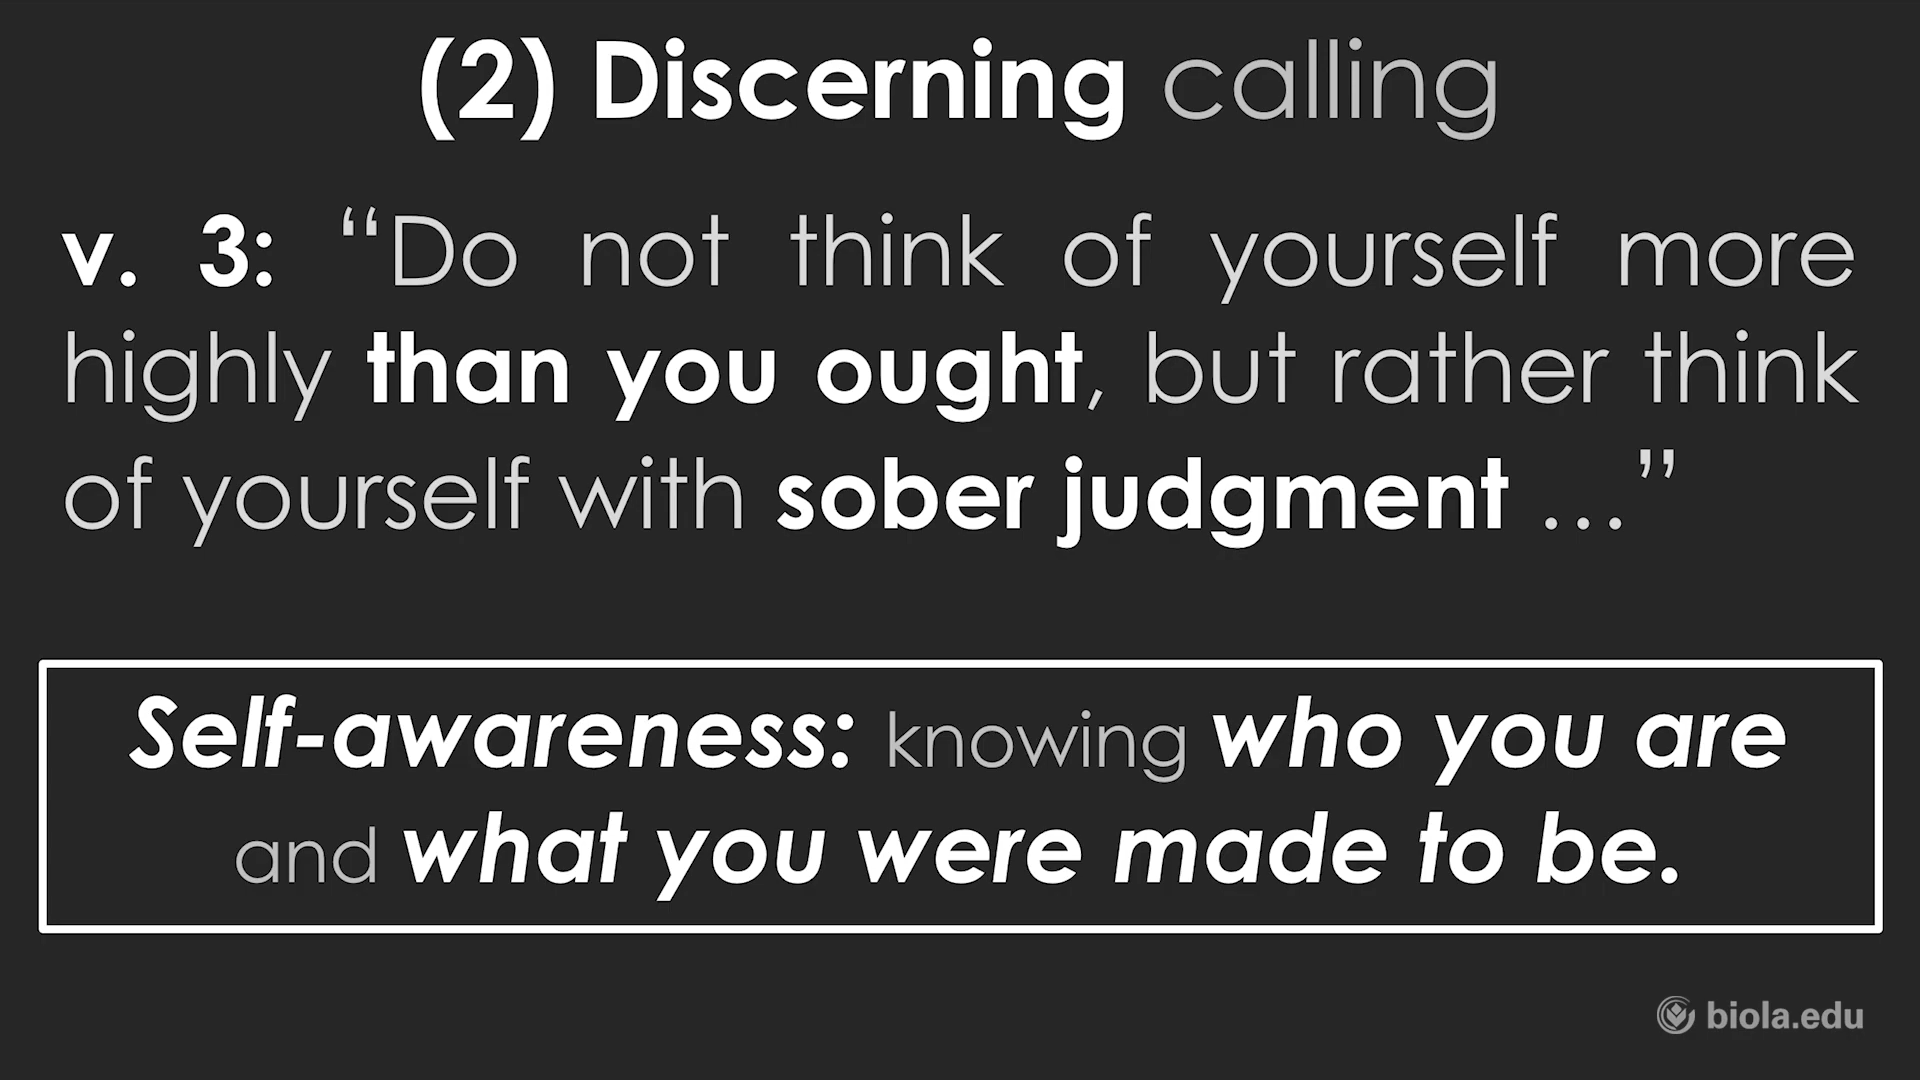 (2) Discerning calling
v. 3: “Do not think of yourself more
highly than you ought, but rather think
of yourself with sober judgment …”
Self-awareness: knowing who you are
and what you were made to be.
biola.edu